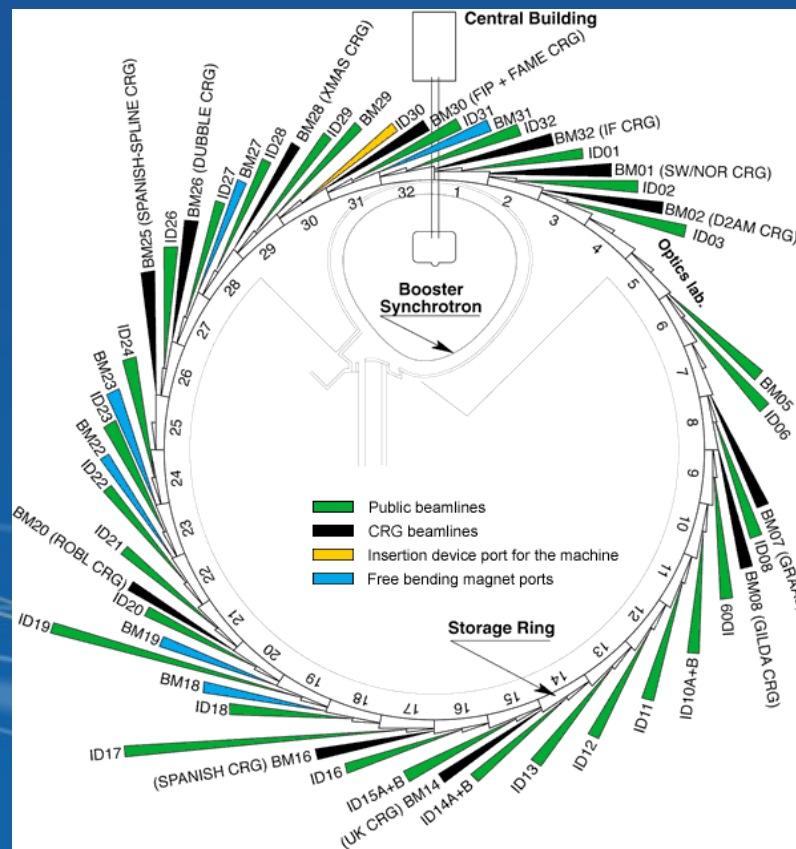 Central Building
BM25 (SPANISH-SPLINE CRG)
ID26
BM26 (DUBBLE CRG)
ID27
BM27
ID28
BM28 (XMAS CRG)
ID29
BM29
ID30
BM30 (FIP + FAME CRG)
ID31
BM31
ID32
BM32 (IF CRG)
ID01
BM01 (SW/NOR CRG)
ID02
BM02 (D2AM CRG)
ID03
Optics lab.
BM05
ID06
BM07 (GRAAL
ID08
BM08 (GILDA CRG)
ID09
ID10A+B
ID11
ID12
ID13
ID14A+B
(UK CRG) BM14
ID15A+B
ID16
(SPANISH CRG) BM16
ID17
ID18
BM18
BM19
ID19
ID20
BM20 (ROBL CRG)
ID21
ID22
BM22
ID23
BM23
ID24
1
2
3
4
5
6
7
8
9
10
11
12
13
14
15
16
17
18
19
20
21
22
23
24
25
26
27
28
29
30
31
32
Booster
Synchrotron
Public beamlines
CRG beamlines
Insertion device port for the machine
Free bending magnet ports
Storage Ring